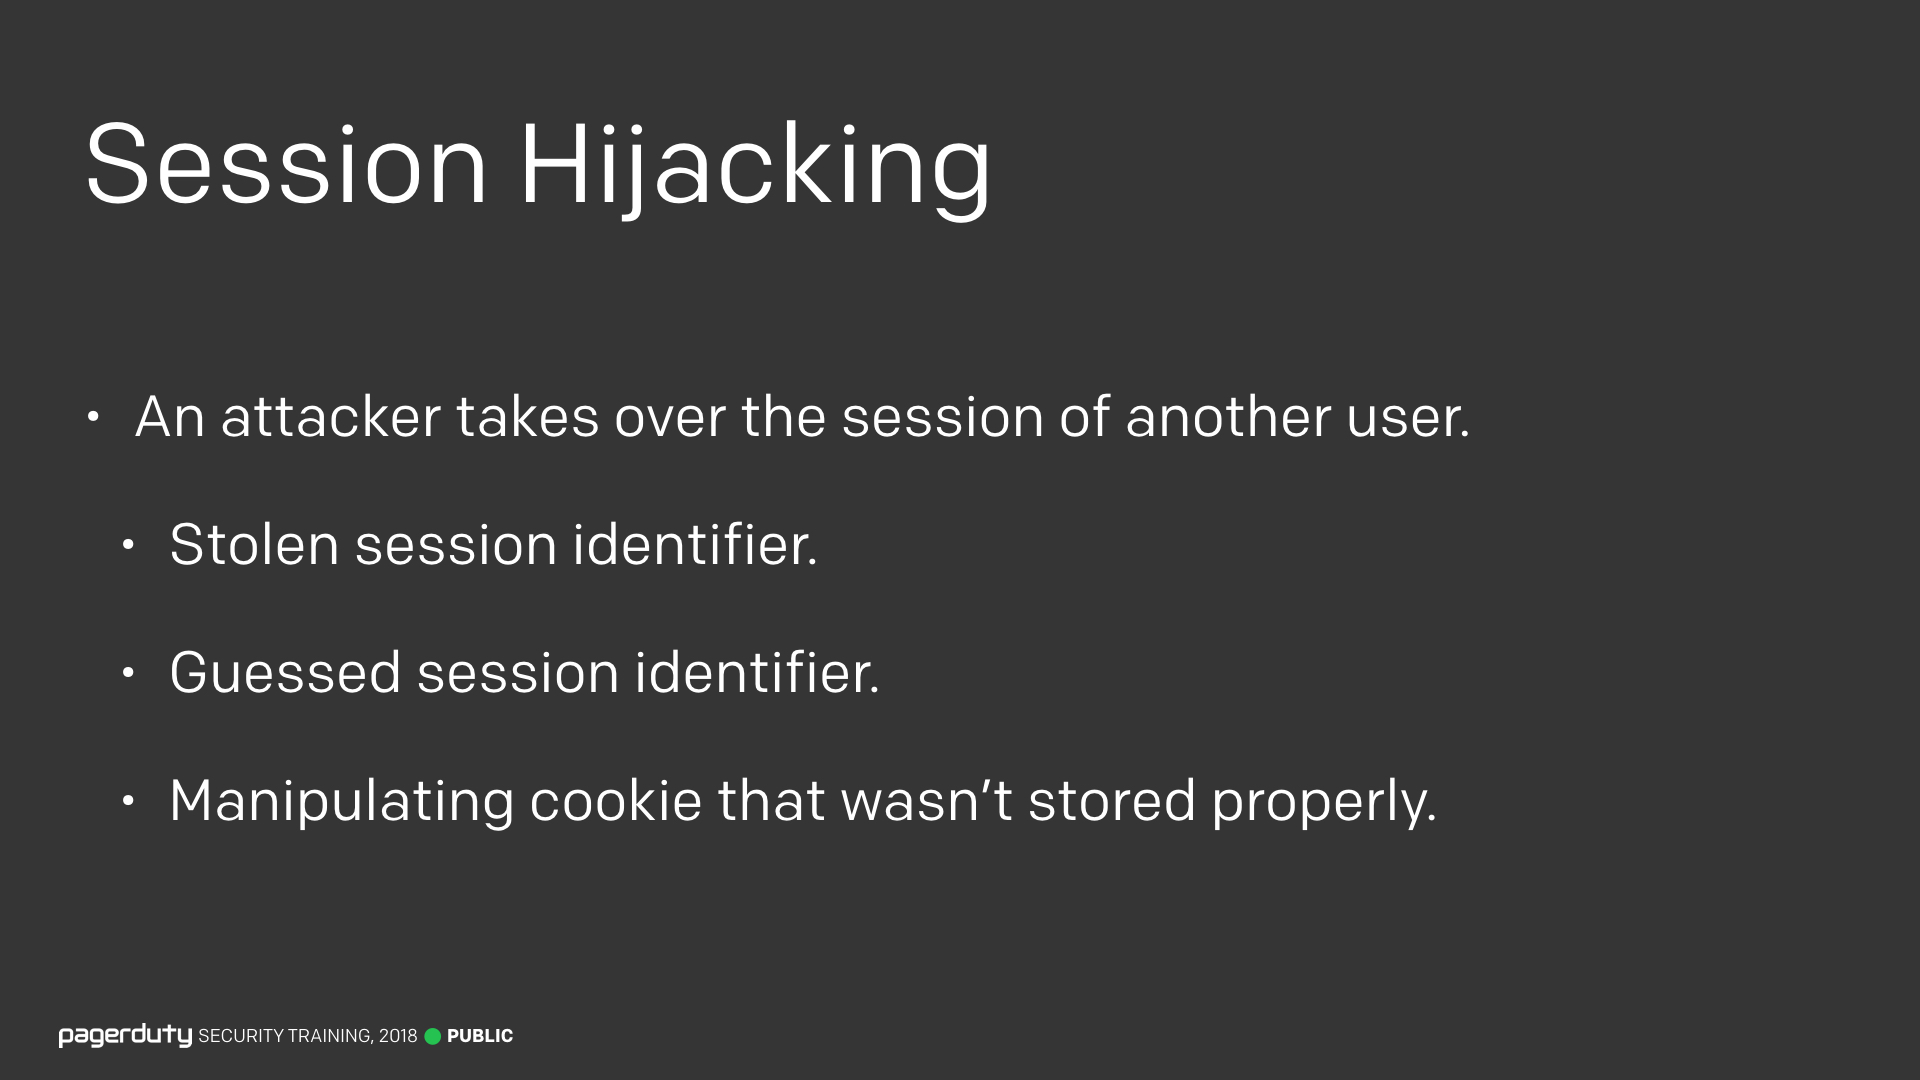 Session Hijacking
• An attacker takes over the session of another user.
• Stolen session identifier.
• Guessed session identifier.
• Manipulating cookie that wasn’t stored properly.
pagerduty SECURITY TRAINING, 2018 PUBLIC